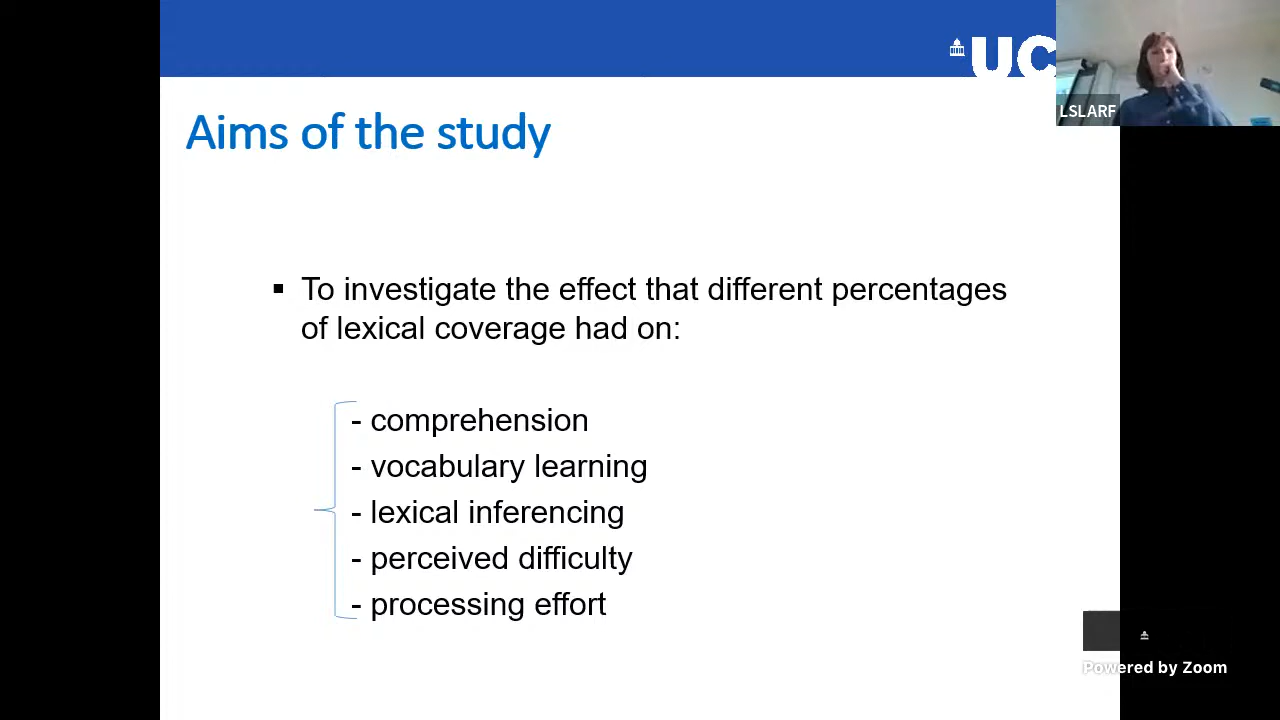 UC
LSLARF
Aims of the study
▪ To investigate the effect that different percentages
of lexical coverage had on:
- comprehension
- vocabulary learning
- lexical inferencing
- perceived difficulty
- processing effort
Powered by Zoom